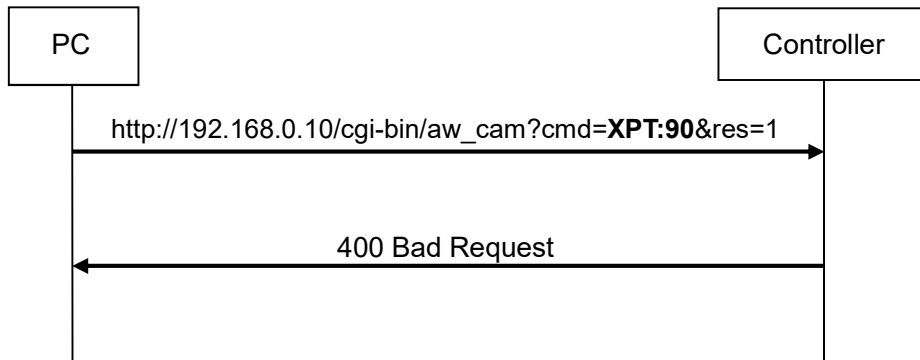 PC
Controller
http://192.168.0.10/cgi-bin/aw_cam?cmd=XPT:90&res=1
400 Bad Request